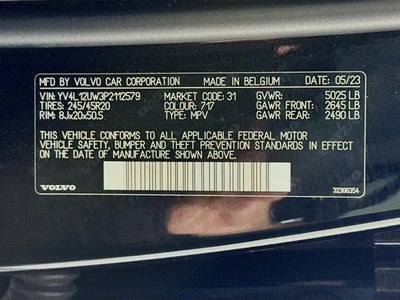 MFD BY VOLVO CAR CORPORATION MADE IN BELGIUM DATE: 05/23
VIN: YV4L12UW3P2112579 MARKET CODE: 31 GVWR: 5025 LB
TIRES: 245/45R20 COLOUR: 717 GAWR FRONT: 2645 LB
RIM: 8Jx20x50.5 TYPE: MPV GAWR REAR: 2490 LB
THIS VEHICLE CONFORMS TO ALL APPLICABLE FEDERAL MOTOR
VEHICLE SAFETY, BUMPER AND THEFT PREVENTION STANDARDS IN EFFECT
ON THE DATE OF MANUFACTURE SHOWN ABOVE.
VOLVO 32366354